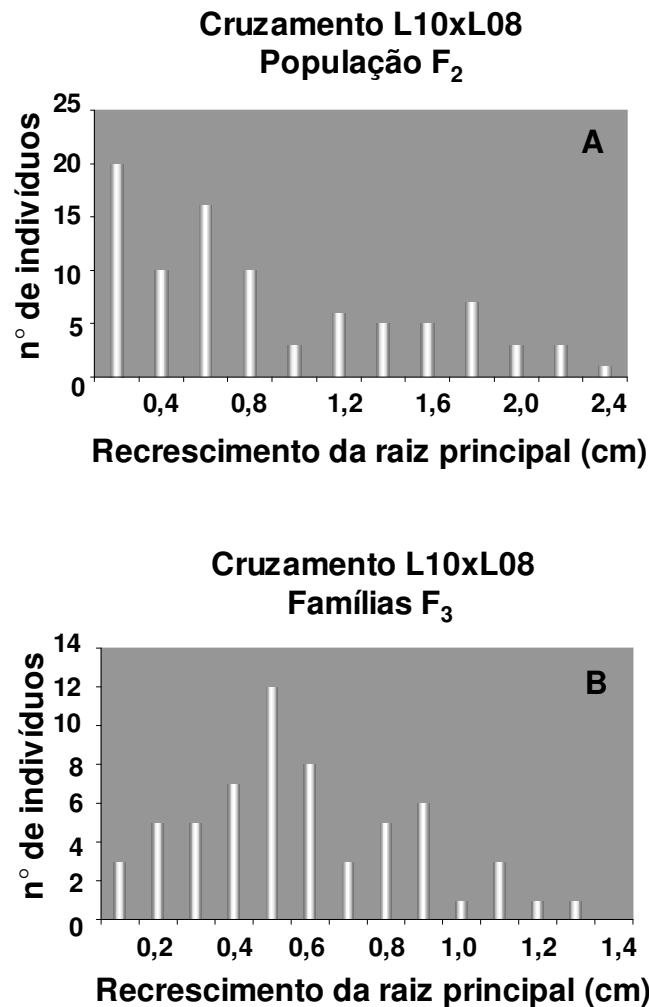 Cruzamento L10xL08
População F2
25
20
15
10
5
0
n° de indivíduos
A
0,4 0,8 1,2 1,6 2,0 2,4
Recrescimento da raiz principal (cm)
Cruzamento L10xL08
Famílias F3
14
12
10
8
6
4
2
0
n° de indivíduos
B
0,2 0,4 0,6 0,8 1,0 1,2 1,4
Recrescimento da raiz principal (cm)